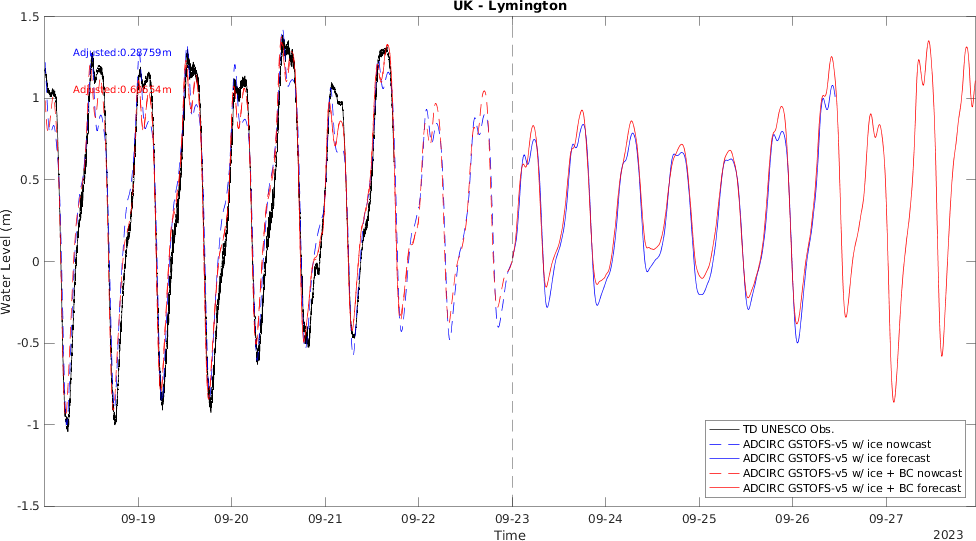 UK - Lymington
1.5
1
0.5
0
-0.5
-1
-1.5
Water Level (m)
Adjusted:0.28759m
09-19
09-20
09-21
09-22
09-23
09-24
09-25
09-26
09-27
Time
2023
TD UNESCO Obs.
ADCIRC GSTOFS-v5 w/ ice nowcast
ADCIRC GSTOFS-v5 w/ ice forecast
ADCIRC GSTOFS-v5 w/ ice + BC nowcast
ADCIRC GSTOFS-v5 w/ ice + BC forecast